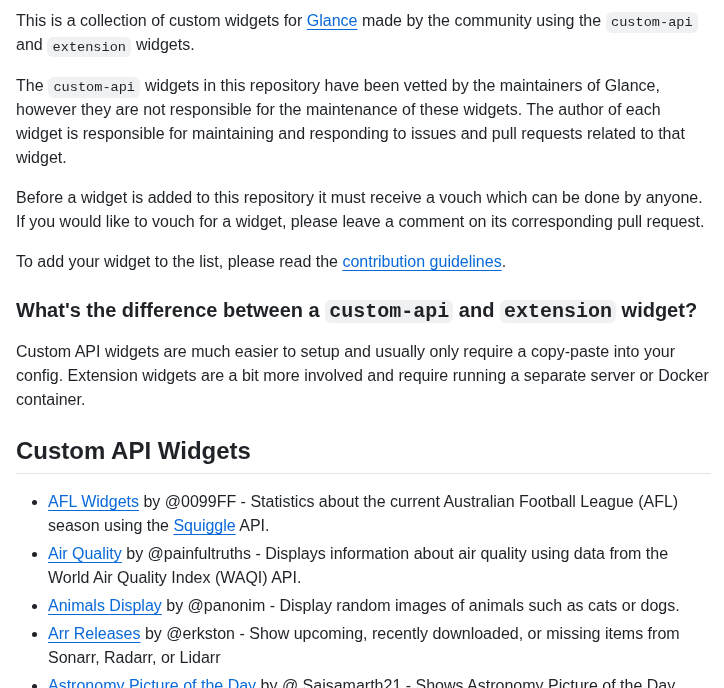 This is a collection of custom widgets for Glance made by the community using the custom-api
and extension widgets.
The custom-api widgets in this repository have been vetted by the maintainers of Glance,
however they are not responsible for the maintenance of these widgets. The author of each
widget is responsible for maintaining and responding to issues and pull requests related to that
widget.
Before a widget is added to this repository it must receive a vouch which can be done by anyone.
If you would like to vouch for a widget, please leave a comment on its corresponding pull request.
To add your widget to the list, please read the contribution guidelines.
What's the difference between a custom-api and extension widget?
Custom API widgets are much easier to setup and usually only require a copy-paste into your
config. Extension widgets are a bit more involved and require running a separate server or Docker
container.
Custom API Widgets
• AFL Widgets by @0099FF - Statistics about the current Australian Football League (AFL)
season using the Squiggle API.
• Air Quality by @painfultruths - Displays information about air quality using data from the
World Air Quality Index (WAQI) API.
• Animals Display by @panonim - Display random images of animals such as cats or dogs.
• Arr Releases by @erkston - Show upcoming, recently downloaded, or missing items from
Sonarr, Radarr, or Lidarr
• Astronomy Picture of the Day by @ Saisamarth21 - Shows Astronomy Picture of the Day